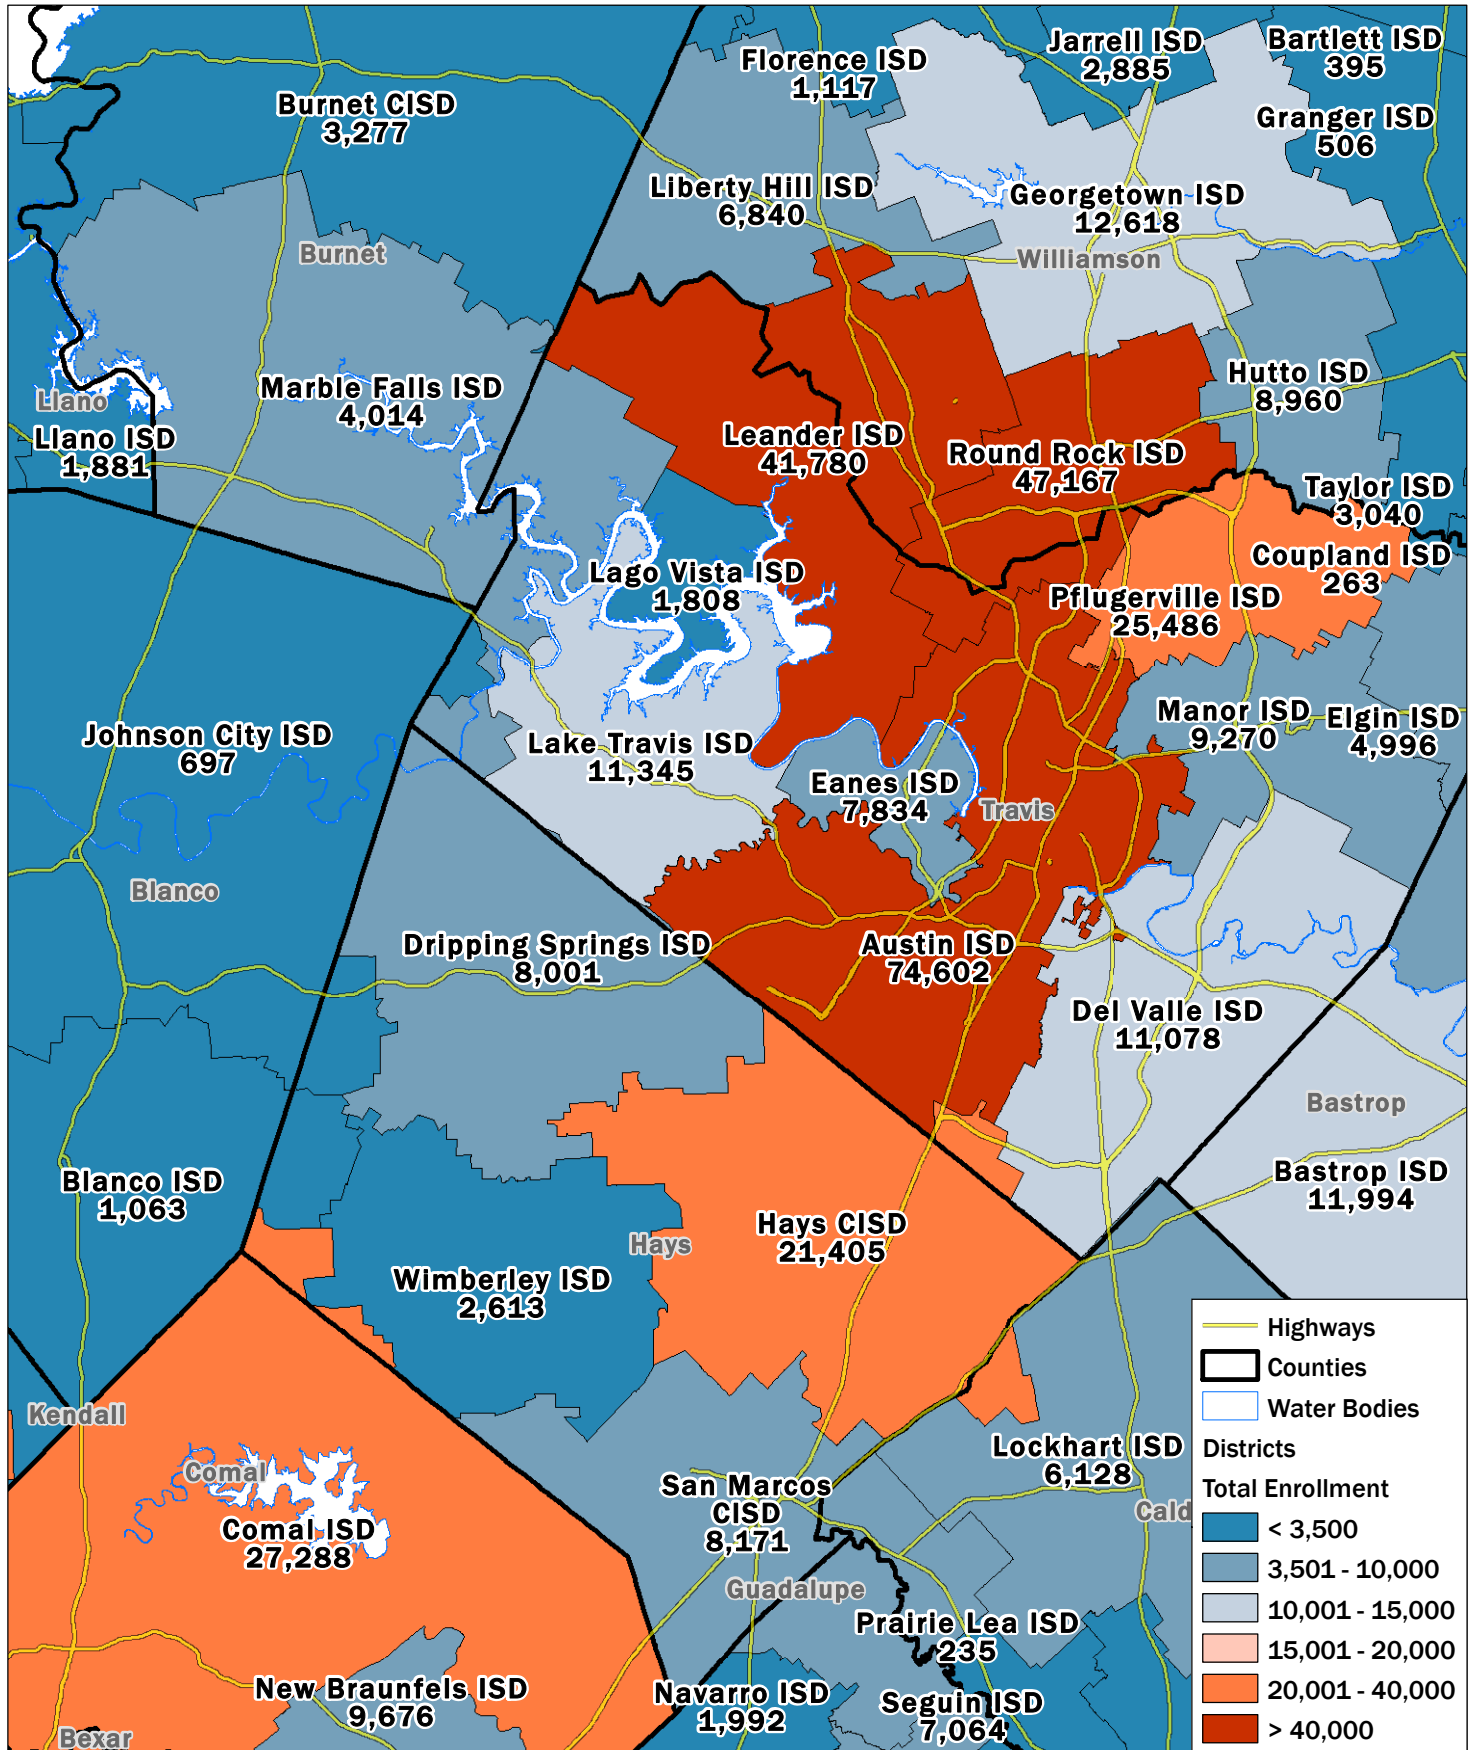 Florence ISD
1,117
Jarrell ISD
2,885
Bartlett ISD
395
Burnet CISD
3,277
Granger ISD
506
Liberty Hill ISD
6,840
Georgetown ISD
12,618
Burnet
Williamson
Marble Falls ISD
4,014
Hutto ISD
8,960
Llano
Llano ISD
1,881
Leander ISD
41,780
Round Rock ISD
47,167
Taylor ISD
3,040
Coupland ISD
263
Lago Vista ISD
1,808
Pflugerville ISD
25,486
Johnson City ISD
697
Lake Travis ISD
11,345
Manor ISD
9,270
Elgin ISD
4,996
Eanes ISD
7,834
Travis
Blanco
Dripping Springs ISD
8,001
Austin ISD
74,602
Del Valle ISD
11,078
Bastrop
Blanco ISD
1,063
Bastrop ISD
11,994
Hays CISD
21,405
Hays
Wimberley ISD
2,613
Kendall
Comal
Comal ISD
27,288
San Marcos
CISD
8,171
Lockhart ISD
6,128
Cald
Guadalupe
Prairie Lea ISD
235
New Braunfels ISD
9,676
Navarro ISD
1,992
Seguin ISD
7,064
Bexar
Highways
Counties
Water Bodies
Districts
Total Enrollment
< 3,500
3,501 - 10,000
10,001 - 15,000
15,001 - 20,000
20,001 - 40,000
> 40,000